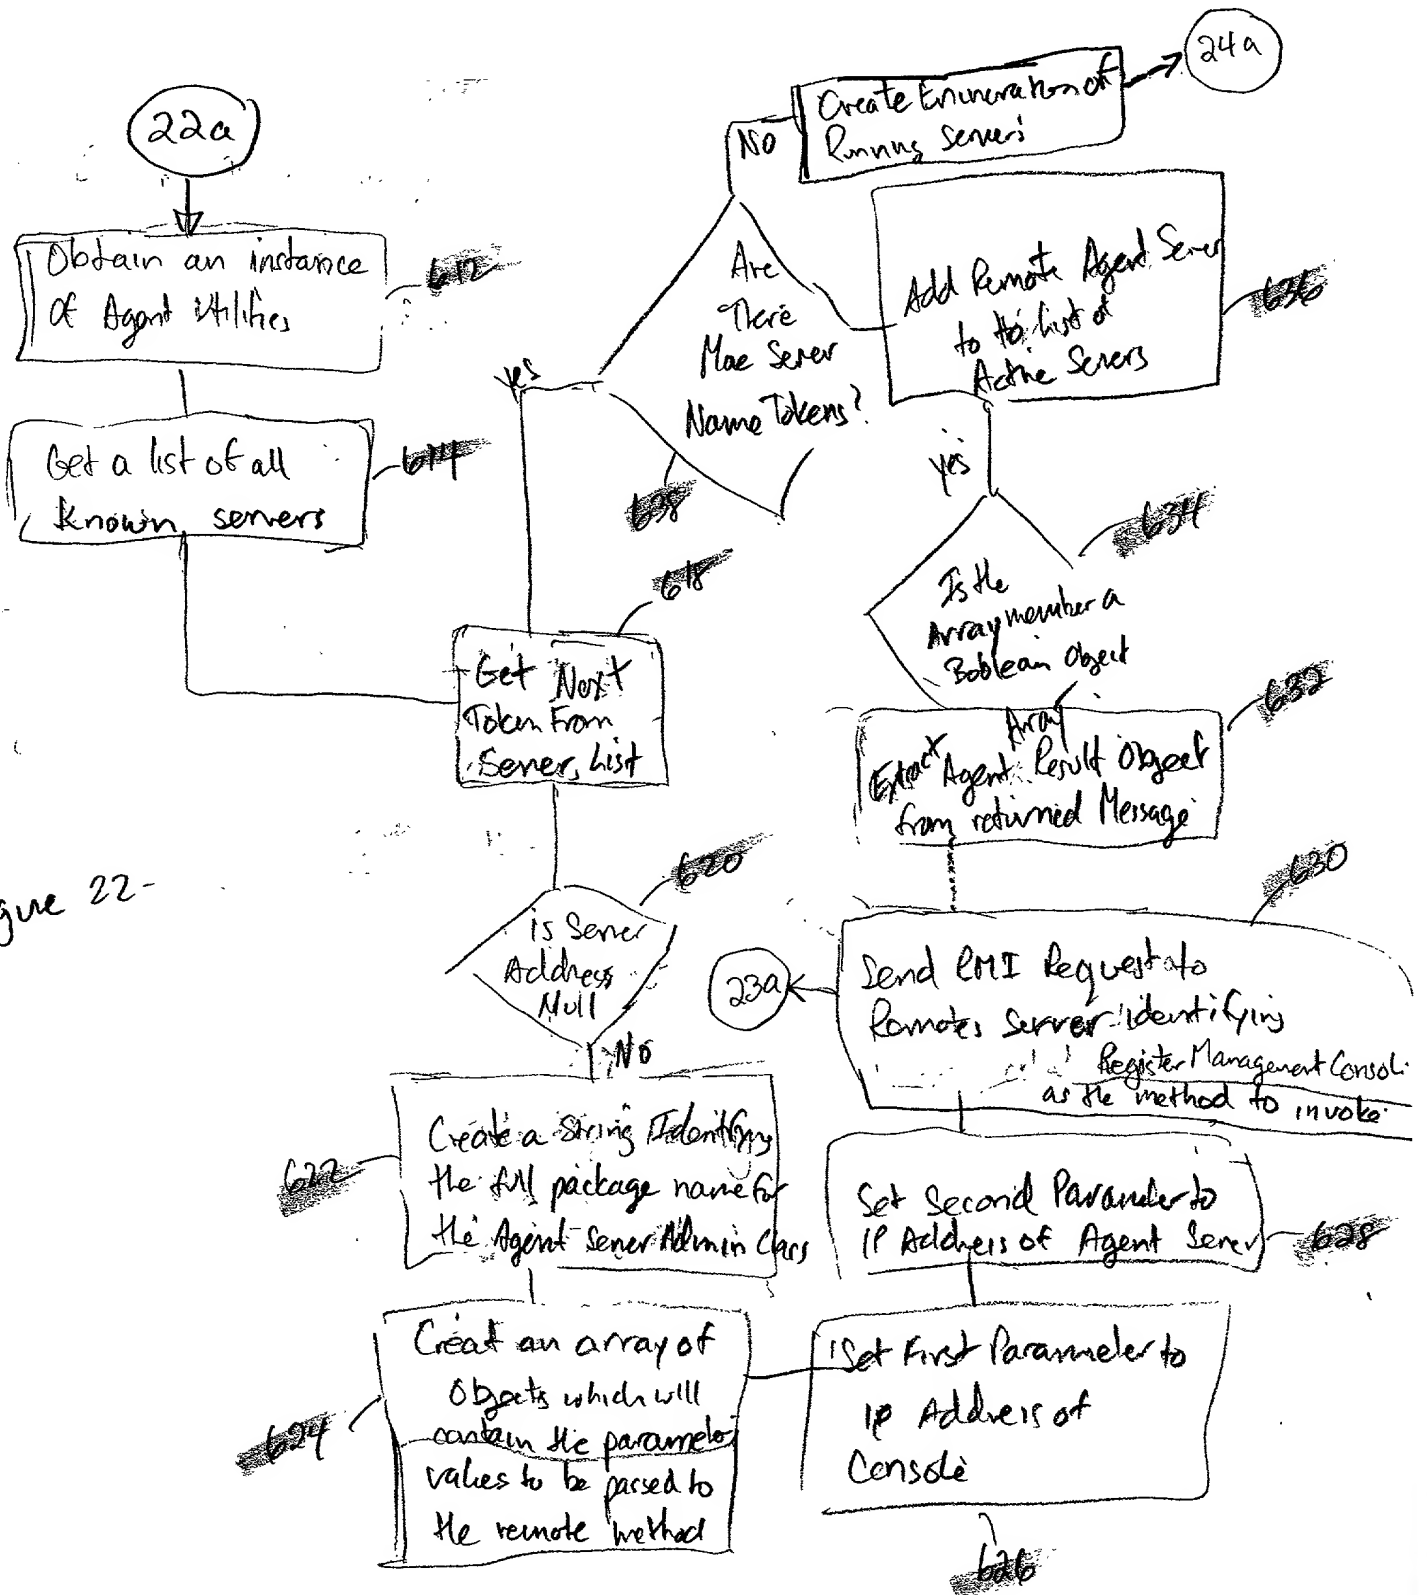 22a
Obtain an instance
Of Agent Utilities
612
Get a list of all
Known servers
614
24a
Create Enumeration of
Running Servers
NO
Are
There
Moe Server
Name Tokens?
yes
638
Add Remote Agent Server
to to list of
Active Servers
636
yes
634
Is the
Array member a
Boolean Object
618
Get Next
Token From
Server List
632
Array
Extract Agent Result Object
from returned Message
620
is Server
Address
Null
No
Figure 22-
630
23a
Send RMI Request to
Remote Server identifying
Register Management Consol
as the method to invoke
622
Create a String Identifying
the full package name for
the Agent Server Admin Class
Set Second Parameter to
IP Address of Agent Server
628
624
Creat an array of
Objects which will
contain the parameter
values to be parsed to
the remote method
Set First Parameter to
IP Address of
Console
626